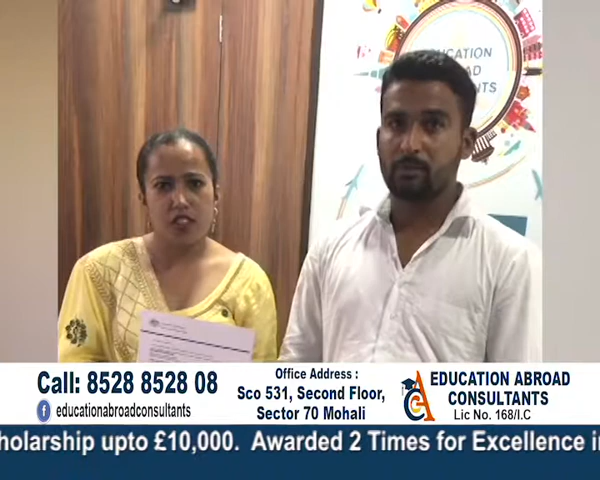 EDUCATION
Call: 8528 8528 08
educationabroadconsultants
Office Address :
Sco 531, Second Floor,
Sector 70 Mohali
EDUCATION ABROAD
CONSULTANTS
Lic No. 168/I.C
holarship upto £10,000. Awarded 2 Times for Excellence i